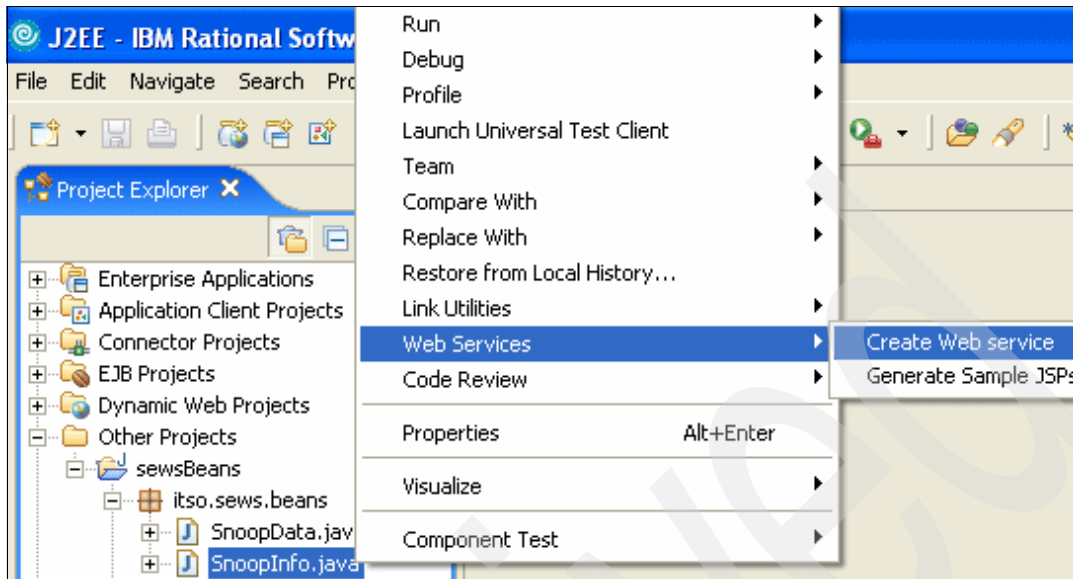 J2EE - IBM Rational Softw
File Edit Navigate Search Pro
Project Explorer
Enterprise Applications
Application Client Projects
Connector Projects
EJB Projects
Dynamic Web Projects
Other Projects
sewsBeans
itso.sews.beans
SnoopData.jav
SnoopInfo.java
Run
Debug
Profile
Launch Universal Test Client
Team
Compare With
Replace With
Restore from Local History...
Link Utilities
Web Services
Code Review
Properties Alt+Enter
Visualize
Component Test
Create Web service
Generate Sample JSPs